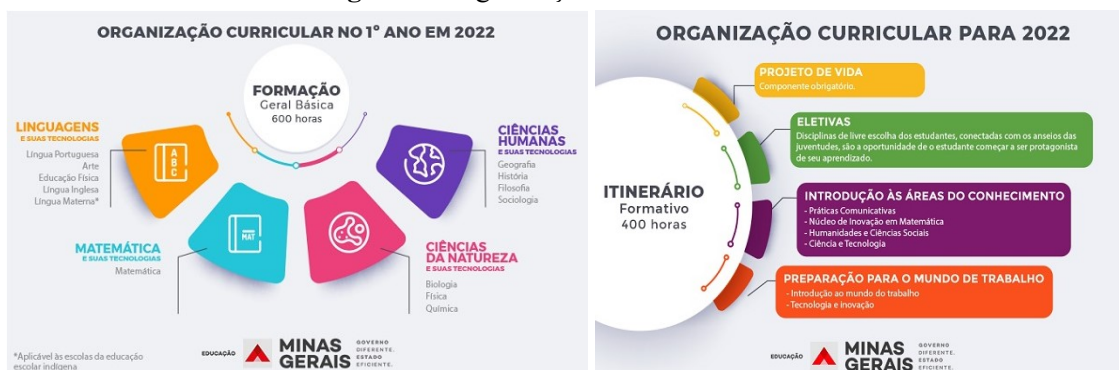 ORGANIZAÇÃO CURRICULAR NO 1º ANO EM 2022
FORMAÇÃO
Geral Básica
600 horas
LINGUAGENS
E SUAS TECNOLOGIAS
Língua Portuguesa
Arte
Educação Física
Língua Inglesa
Língua Materna*
A
B
C
MATEMÁTICA
E SUAS TECNOLOGIAS
Matemática
MAT
CIÊNCIAS
DA NATUREZA
E SUAS TECNOLOGIAS
Biologia
Física
Química
CIÊNCIAS
HUMANAS
E SUAS TECNOLOGIAS
Geografia
História
Filosofia
Sociologia
*Aplicável às escolas da educação
escolar indígena
EDUCAÇÃO
MINAS
GERAIS
GOVERNO
DIFERENTE.
ESTADO
EFICIENTE.
ORGANIZAÇÃO CURRICULAR PARA 2022
ITINERÁRIO
Formativo
400 horas
PROJETO DE VIDA
Componente obrigatório.
ELETIVAS
Disciplinas de livre escolha dos estudantes, conectadas com os anseios das
juventudes, são a oportunidade de o estudante começar a ser protagonista
de seu aprendizado.
INTRODUÇÃO ÀS ÁREAS DO CONHECIMENTO
- Práticas Comunicativas
- Núcleo de Inovação em Matemática
- Humanidades e Ciências Sociais
- Ciência e Tecnologia
PREPARAÇÃO PARA O MUNDO DE TRABALHO
- Introdução ao mundo do trabalho
- Tecnologia e inovação
EDUCAÇÃO
MINAS
GERAIS
GOVERNO
DIFERENTE.
ESTADO
EFICIENTE.